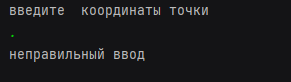 введите  координаты точки
.
неправильный ввод